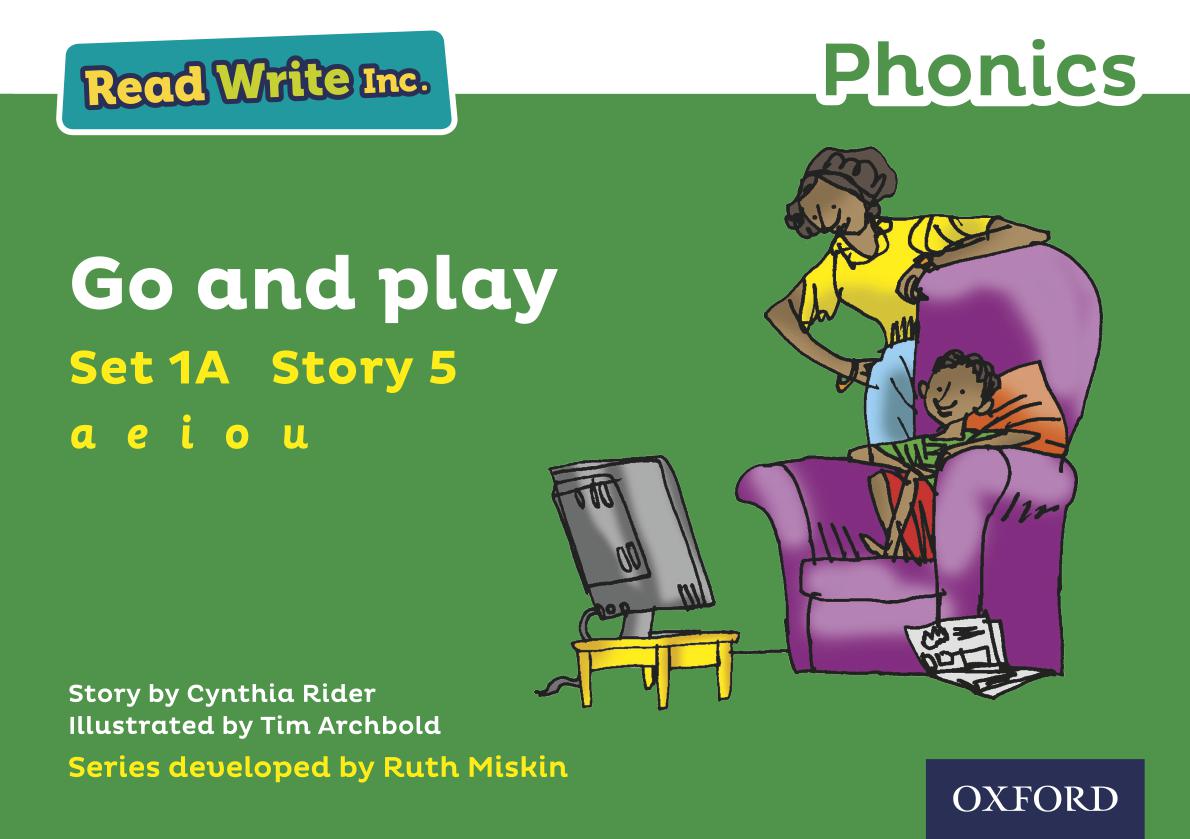 Read Write Inc.
Phonics
Go and play
Set 1A Story 5
a e i o u
Story by Cynthia Rider
Illustrated by Tim Archbold
Series developed by Ruth Miskin
OXFORD